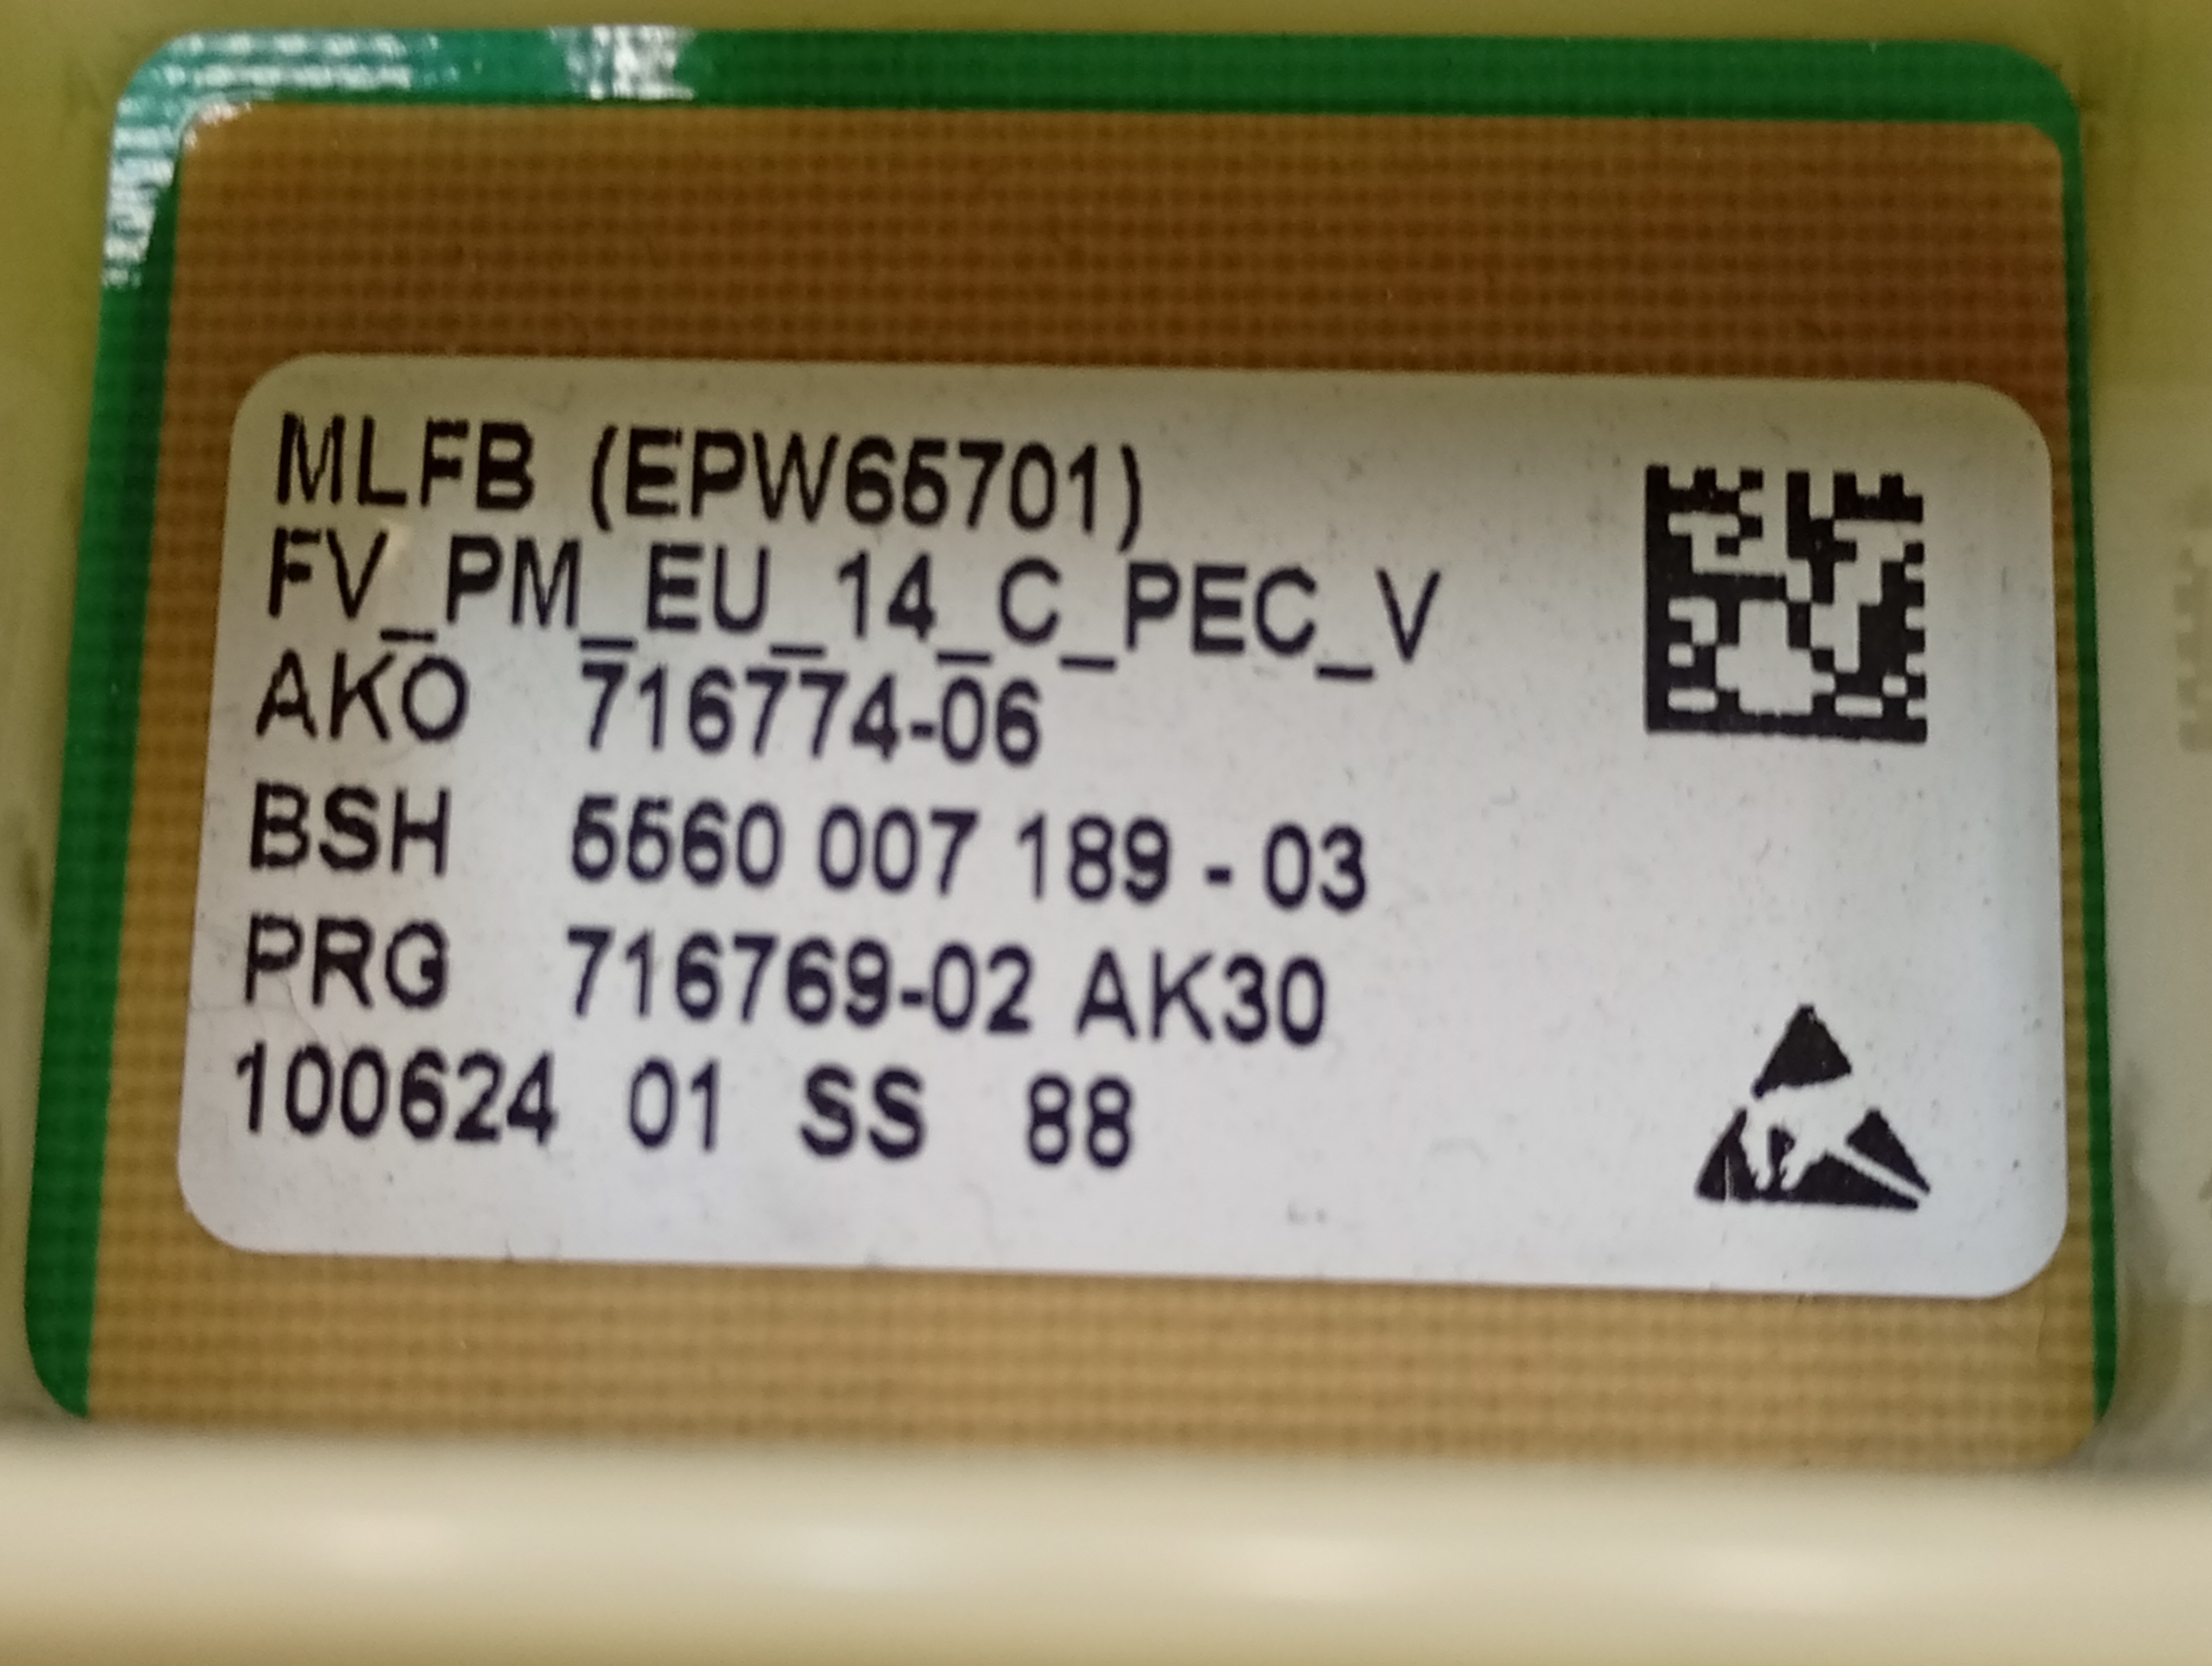 MLFB (EPW65701)
FV_PM_EU_14_C_PEC_V
AKO 716774-06
BSH 5560 007 189 - 03
PRG 716769-02 AK30
100624 01 SS 88